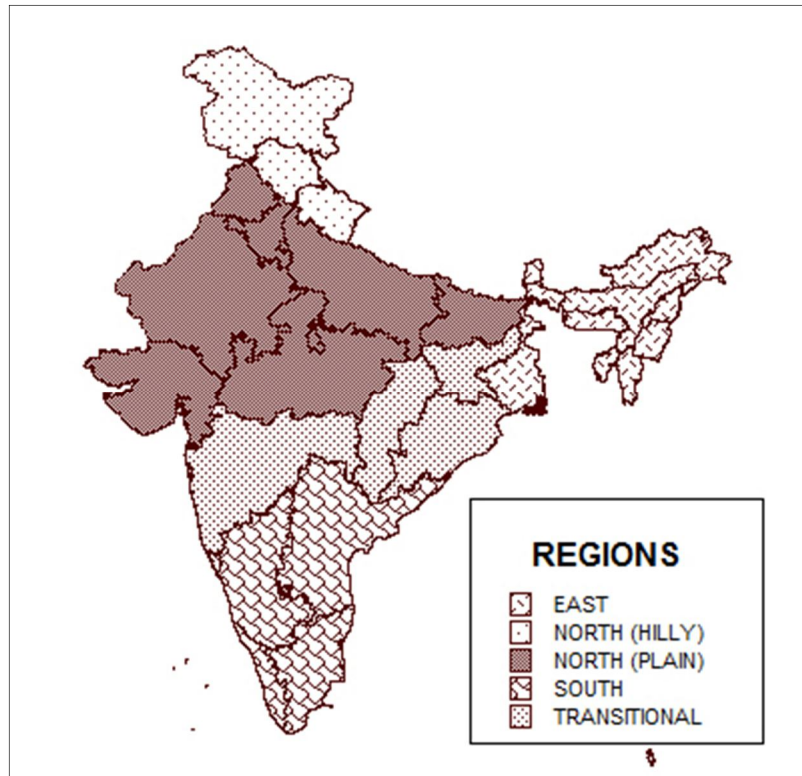 REGIONS
EAST
NORTH (HILLY)
NORTH (PLAIN)
SOUTH
TRANSITIONAL